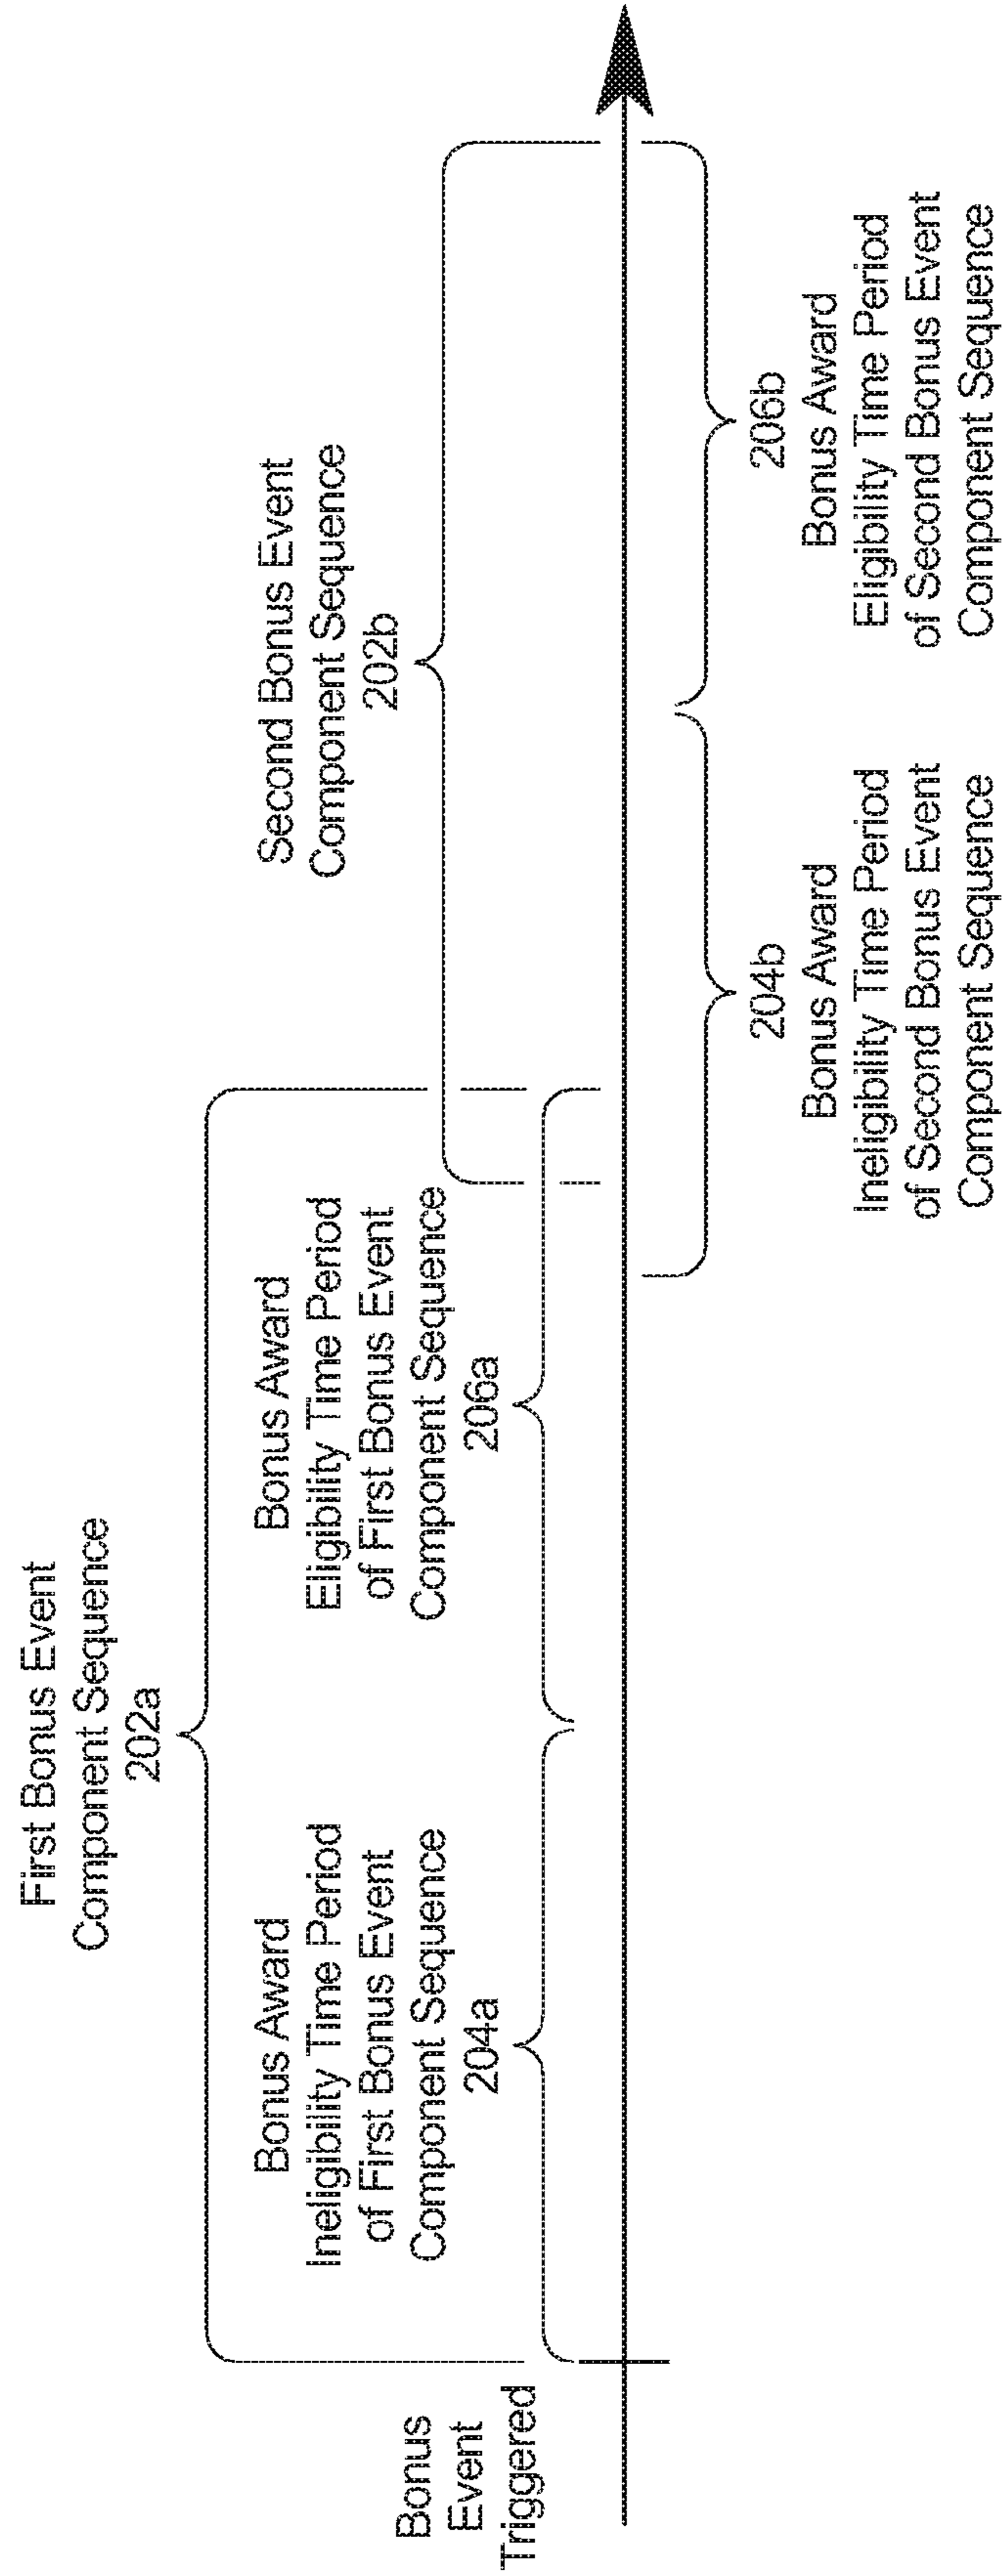 First Bonus Event
Component Sequence
202a
Second Bonus Event
Component Sequence
202b
Bonus Award
Ineligibility Time Period
of First Bonus Event
Component Sequence
204a
Bonus Award
Eligibility Time Period
of First Bonus Event
Component Sequence
206a
Bonus
Event
Triggered
204b
Bonus Award
Ineligibility Time Period
of Second Bonus Event
Component Sequence
206b
Bonus Award
Eligibility Time Period
of Second Bonus Event
Component Sequence